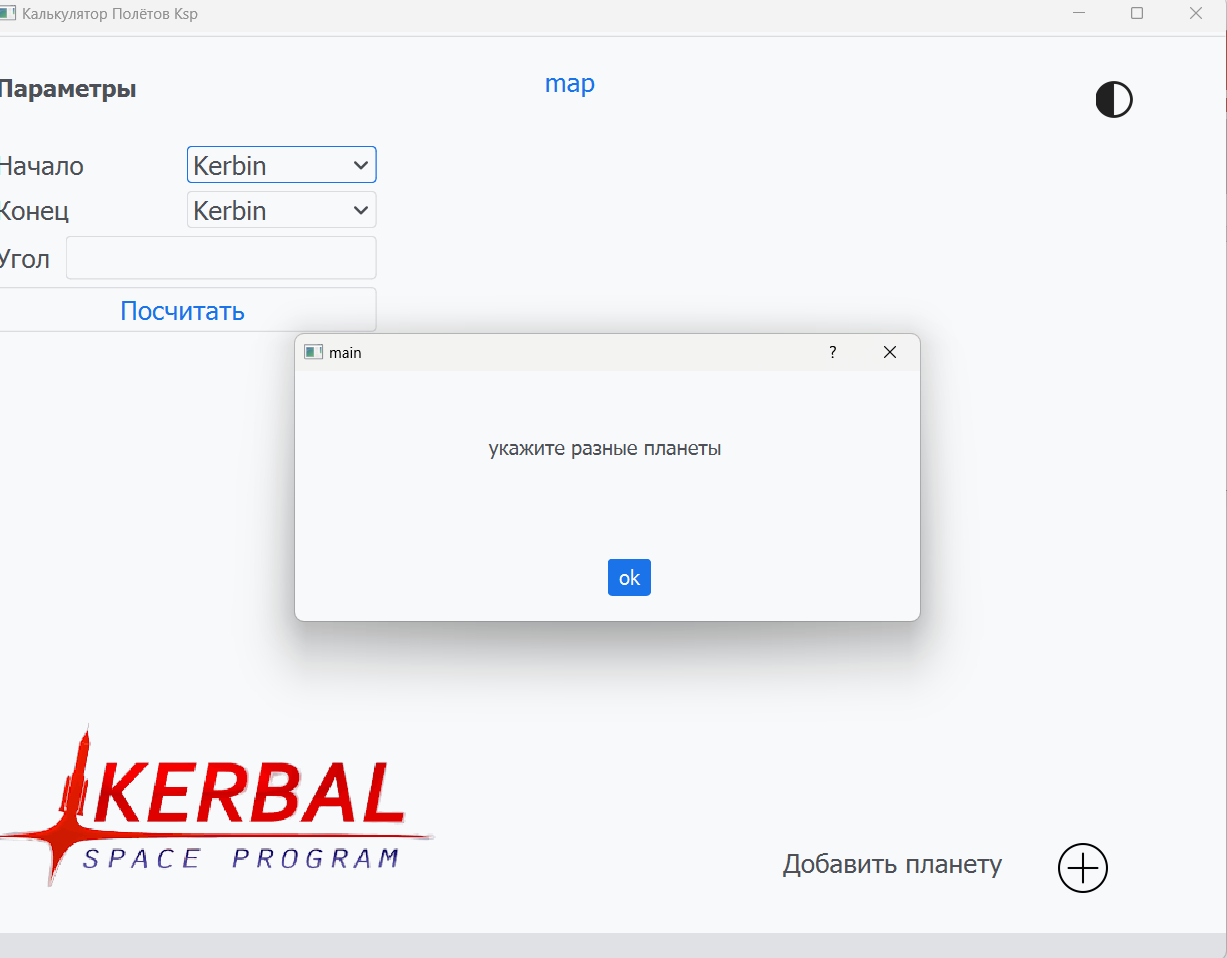 Калькулятор Полётов Ksp
Параметры
map
Начало
Kerbin
Конец
Kerbin
Угол
Посчитать
main
?
укажите разные планеты
ok
KERBAL
SPACE PROGRAM
Добавить планету